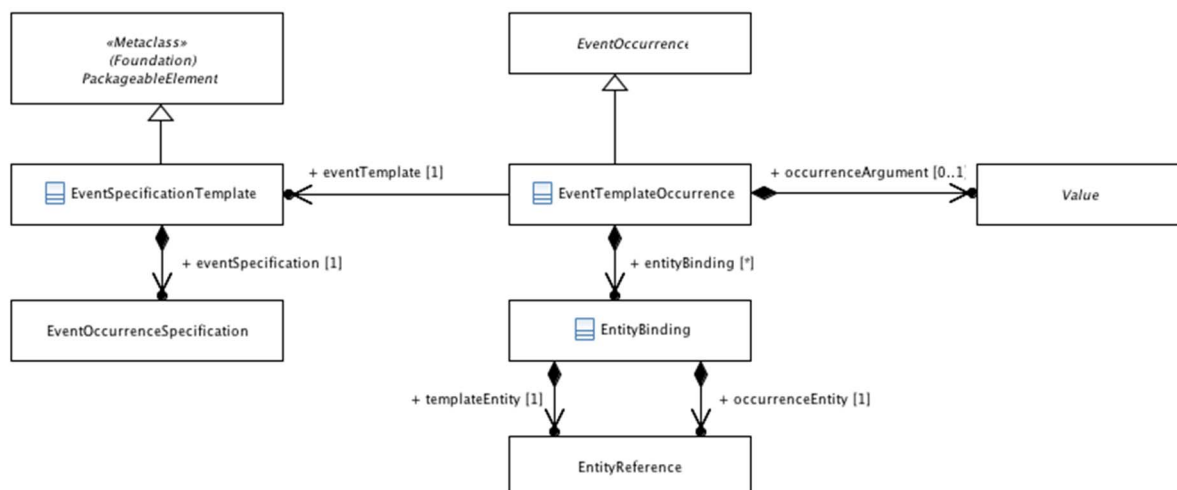 «Metaclass»
(Foundation)
PackageableElement
EventOccurrence
EventSpecificationTemplate
+ eventTemplate [1]
EventTemplateOccurrence
+ occurrenceArgument [0..1]
Value
+ eventSpecification [1]
+ entityBinding [*]
EventOccurrenceSpecification
EntityBinding
+ templateEntity [1]
+ occurrenceEntity [1]
EntityReference